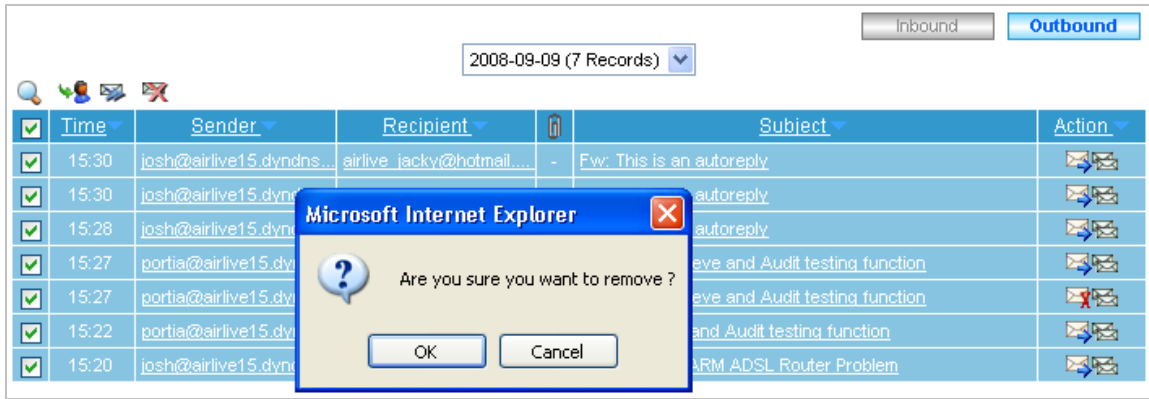 Inbound Outbound
2008-09-09 (7 Records)
Time Sender Recipient Subject Action
15:30 josh@airlive15.dyndns... airlive_jacky@hotmail.... - Fw: This is an autoreply
15:30 josh@airlive15.dynd autoreply
Microsoft Internet Explorer
15:28 josh@airlive15.dynd autoreply
15:27 portia@airlive15.dy eve and Audit testing function
Are you sure you want to remove ?
15:27 portia@airlive15.dy eve and Audit testing function
15:22 portia@airlive15.dy and Audit testing function
OK Cancel
15:20 josh@airlive15.dynd ARM ADSL Router Problem